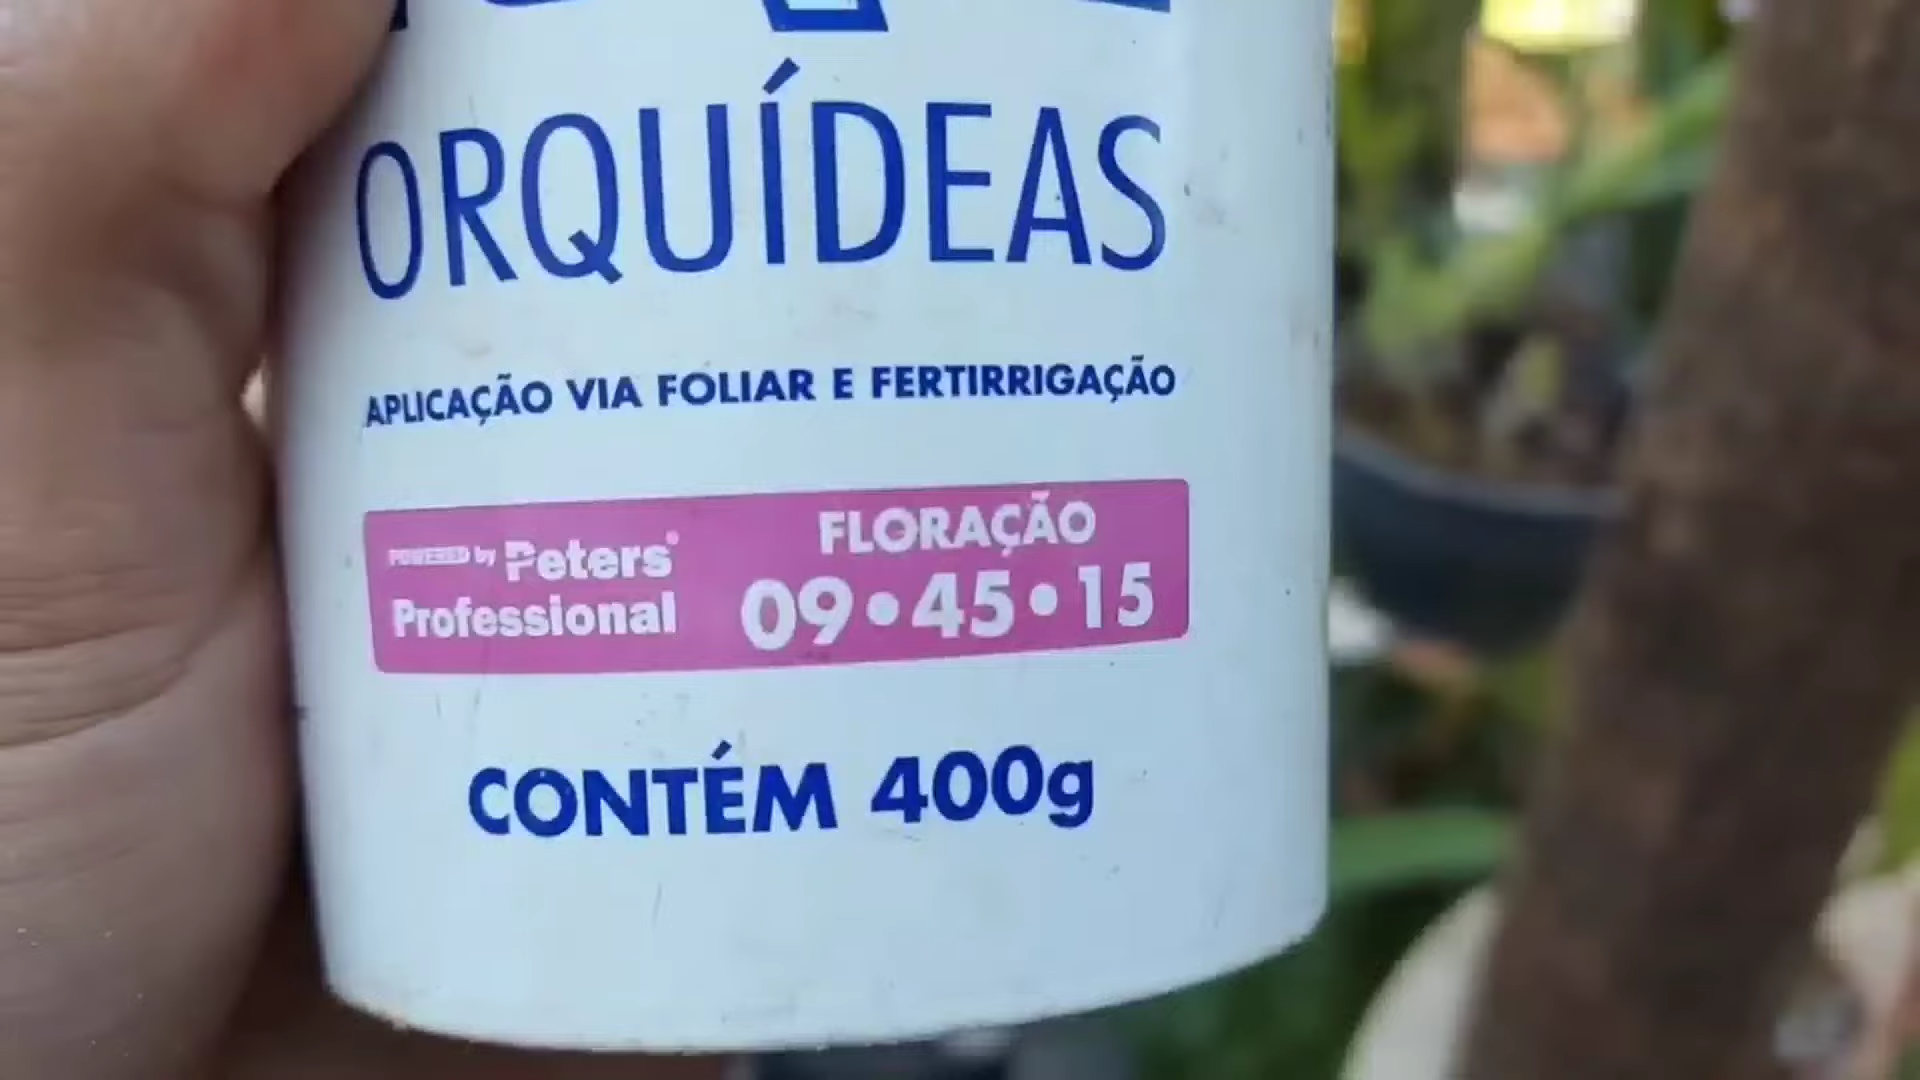 ORQUÍDEAS
APLICAÇÃO VIA FOLIAR E FERTIRRIGAÇÃO
POWERED by Peters®
Professional
FLORAÇÃO
09•45•15
CONTÉM 400g